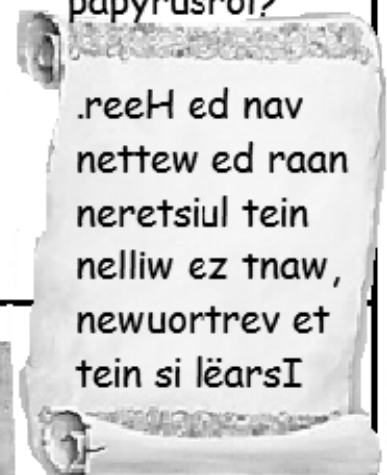 papyrusrol?
.reeH ed nav
nettew ed raan
neretsiul tein
nelliw ez tnaw,
newuortrev et
tein si lëarsI